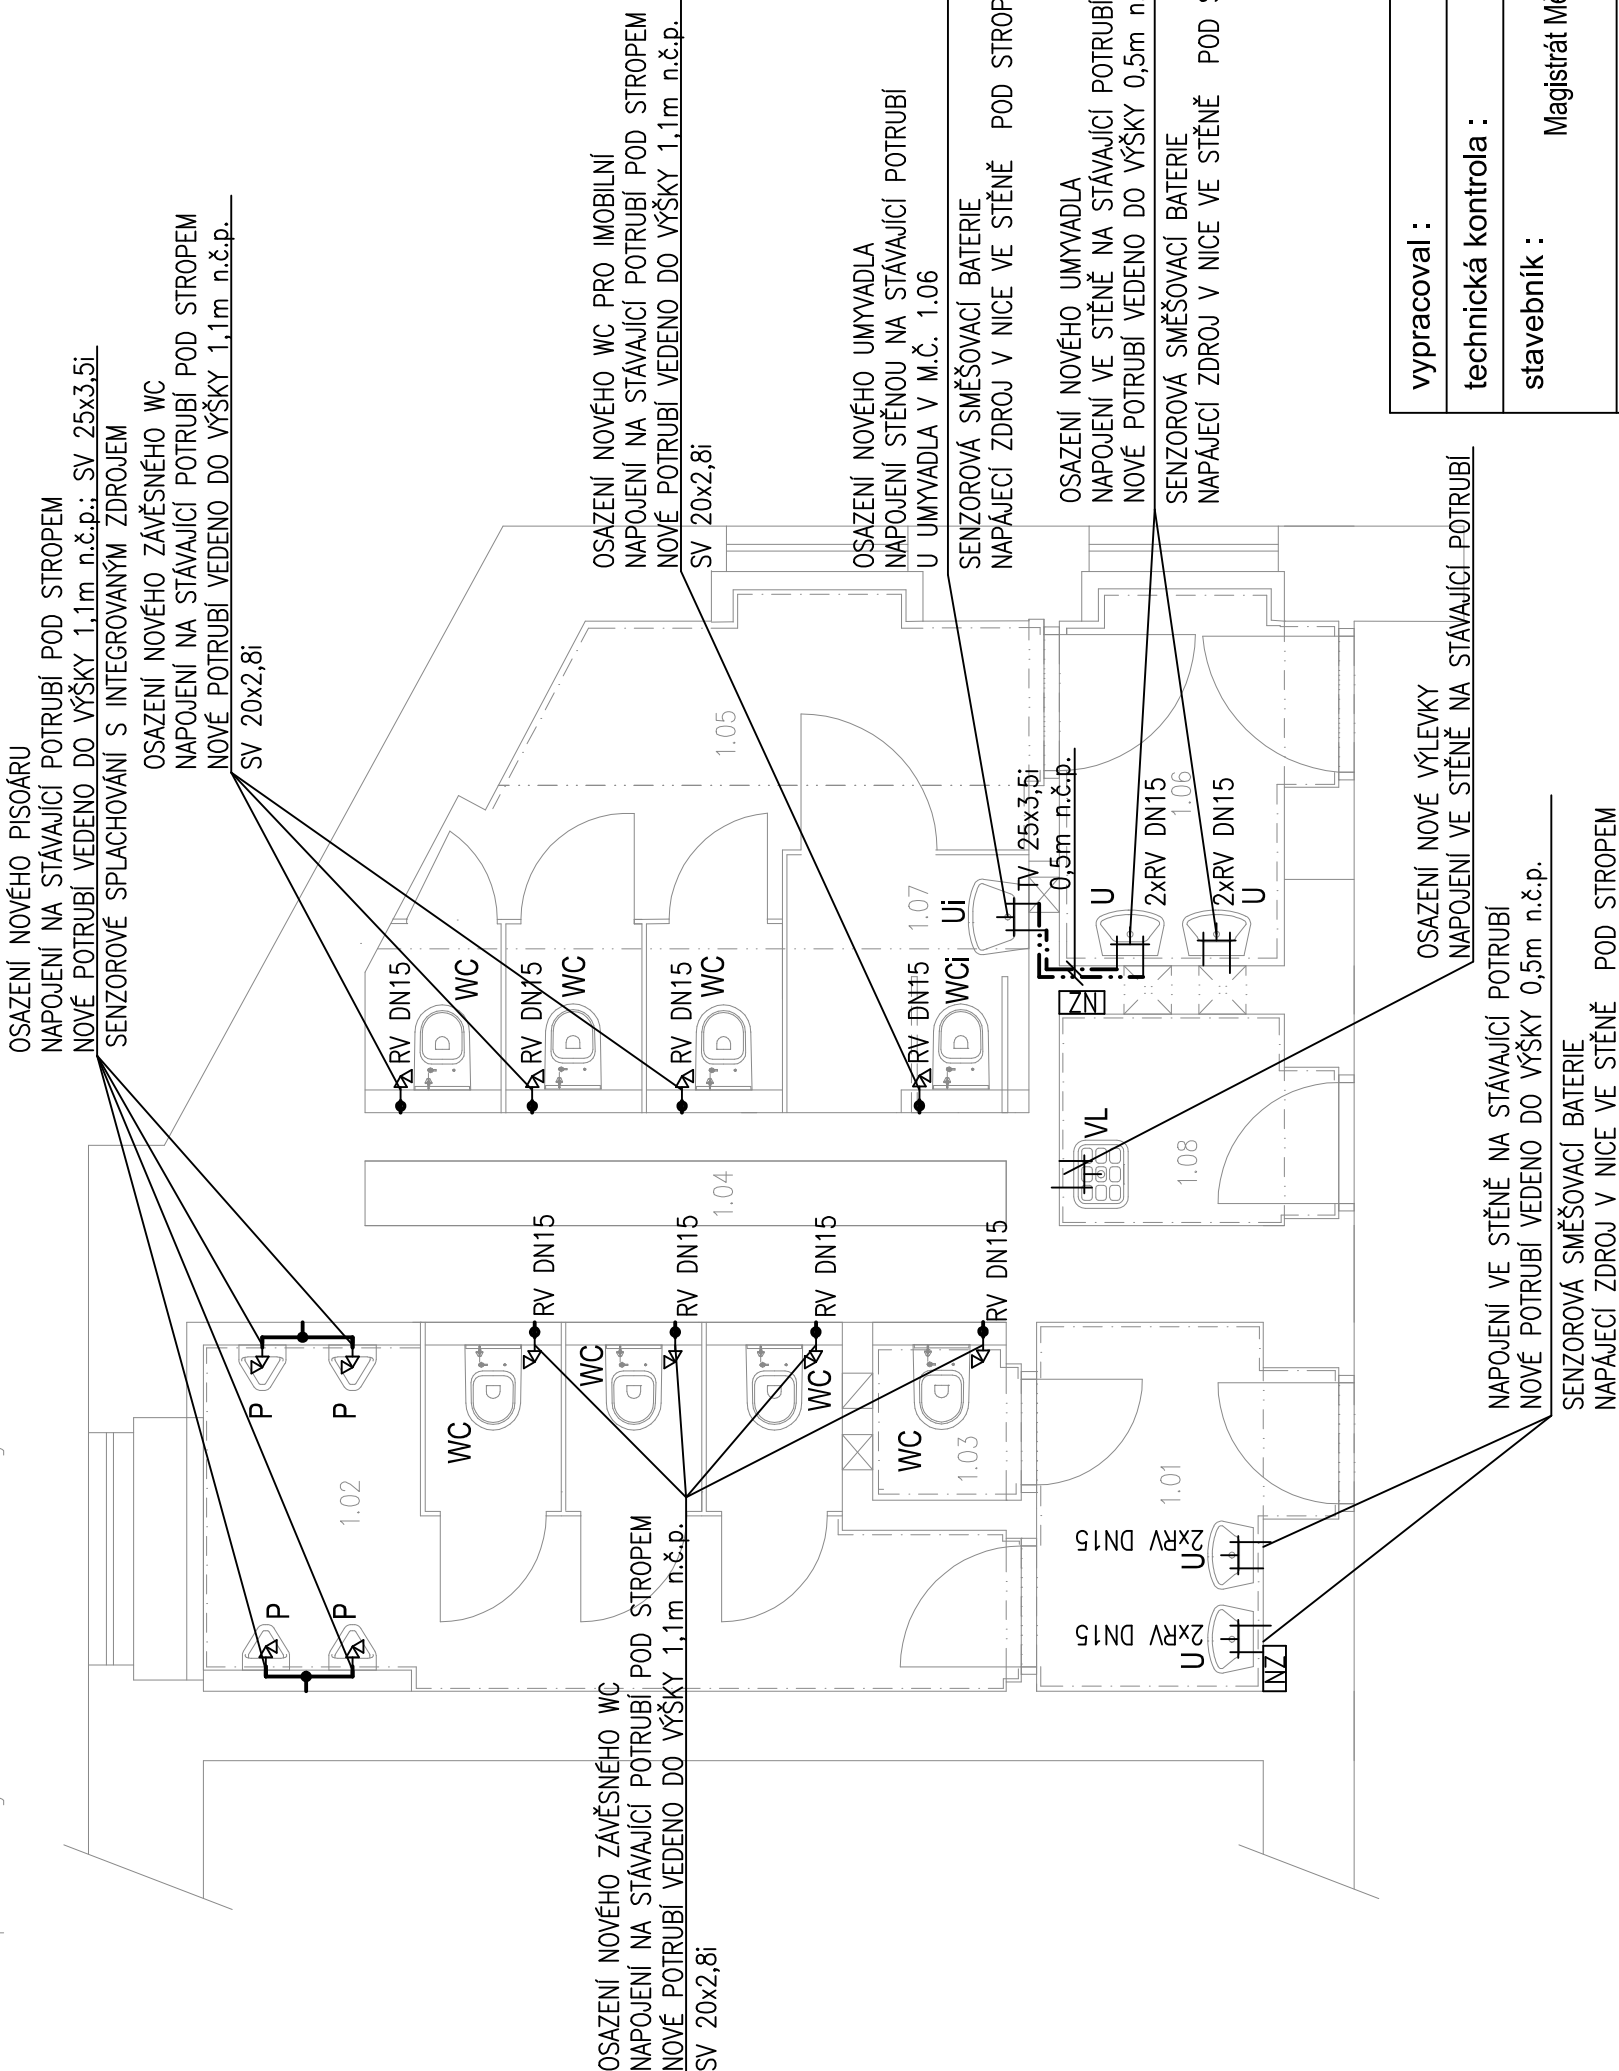 OSAZENÍ NOVÉHO PISOÁRU
NAPOJENÍ NA STÁVAJÍCÍ POTRUBÍ POD STROPEM
NOVÉ POTRUBÍ VEDENO DO VÝŠKY 1,1m n.č.p.; SV 25x3,5i
SENZOROVÉ SPLACHOVÁNÍ S INTEGROVANÝM ZDROJEM
OSAZENÍ NOVÉHO ZÁVĚSNÉHO WC
NAPOJENÍ NA STÁVAJÍCÍ POTRUBÍ POD STROPEM
NOVÉ POTRUBÍ VEDENO DO VÝŠKY 1,1m n.č.p.
SV 20x2,8i
OSAZENÍ NOVÉHO WC PRO IMOBILNÍ
NAPOJENÍ NA STÁVAJÍCÍ POTRUBÍ POD STROPEM
NOVÉ POTRUBÍ VEDENO DO VÝŠKY 1,1m n.č.p.
SV 20x2,8i
OSAZENÍ NOVÉHO UMYVADLA
NAPOJENÍ STĚNOU NA STÁVAJÍCÍ POTRUBÍ
U UMYVADLA V M.Č. 1.06
SENZOROVÁ SMĚŠOVACÍ BATERIE
NAPÁJECÍ ZDROJ V NICE VE STĚNĚ POD STROP
OSAZENÍ NOVÉHO UMYVADLA
NAPOJENÍ VE STĚNĚ NA STÁVAJÍCÍ POTRUBÍ
NOVÉ POTRUBÍ VEDENO DO VÝŠKY 0,5m n.
SENZOROVÁ SMĚŠOVACÍ BATERIE
NAPÁJECÍ ZDROJ V NICE VE STĚNĚ POD S
OSAZENÍ NOVÉ VÝLEVKY
NAPOJENÍ VE STĚNĚ NA STÁVAJÍCÍ POTRUBÍ
NAPOJENÍ VE STĚNĚ NA STÁVAJÍCÍ POTRUBÍ
NOVÉ POTRUBÍ VEDENO DO VÝŠKY 0,5m n.č.p.
SENZOROVÁ SMĚŠOVACÍ BATERIE
NAPÁJECÍ ZDROJ V NICE VE STĚNĚ POD STROPEM
OSAZENÍ NOVÉHO ZÁVĚSNÉHO WC
NAPOJENÍ NA STÁVAJÍCÍ POTRUBÍ POD STROPEM
NOVÉ POTRUBÍ VEDENO DO VÝŠKY 1,1m n.č.p.
SV 20x2,8i
P
P
P
P
1.02
WC
RV DN15
WC
RV DN15
WC
RV DN15
WC
RV DN15
1.03
1.04
RV DN15
WC
RV DN15
WC
RV DN15
WC
RV DN15
WCi
1.05
1.07
Ui
TV 25x3,5i
0,5m n.č.p.
U
2xRV DN15
1.06
2xRV DN15
U
NZ
VL
1.08
1.01
2xRV DN15
U
2xRV DN15
U
NZ
vypracoval :
technická kontrola :
stavebník :
Magistrát Mě